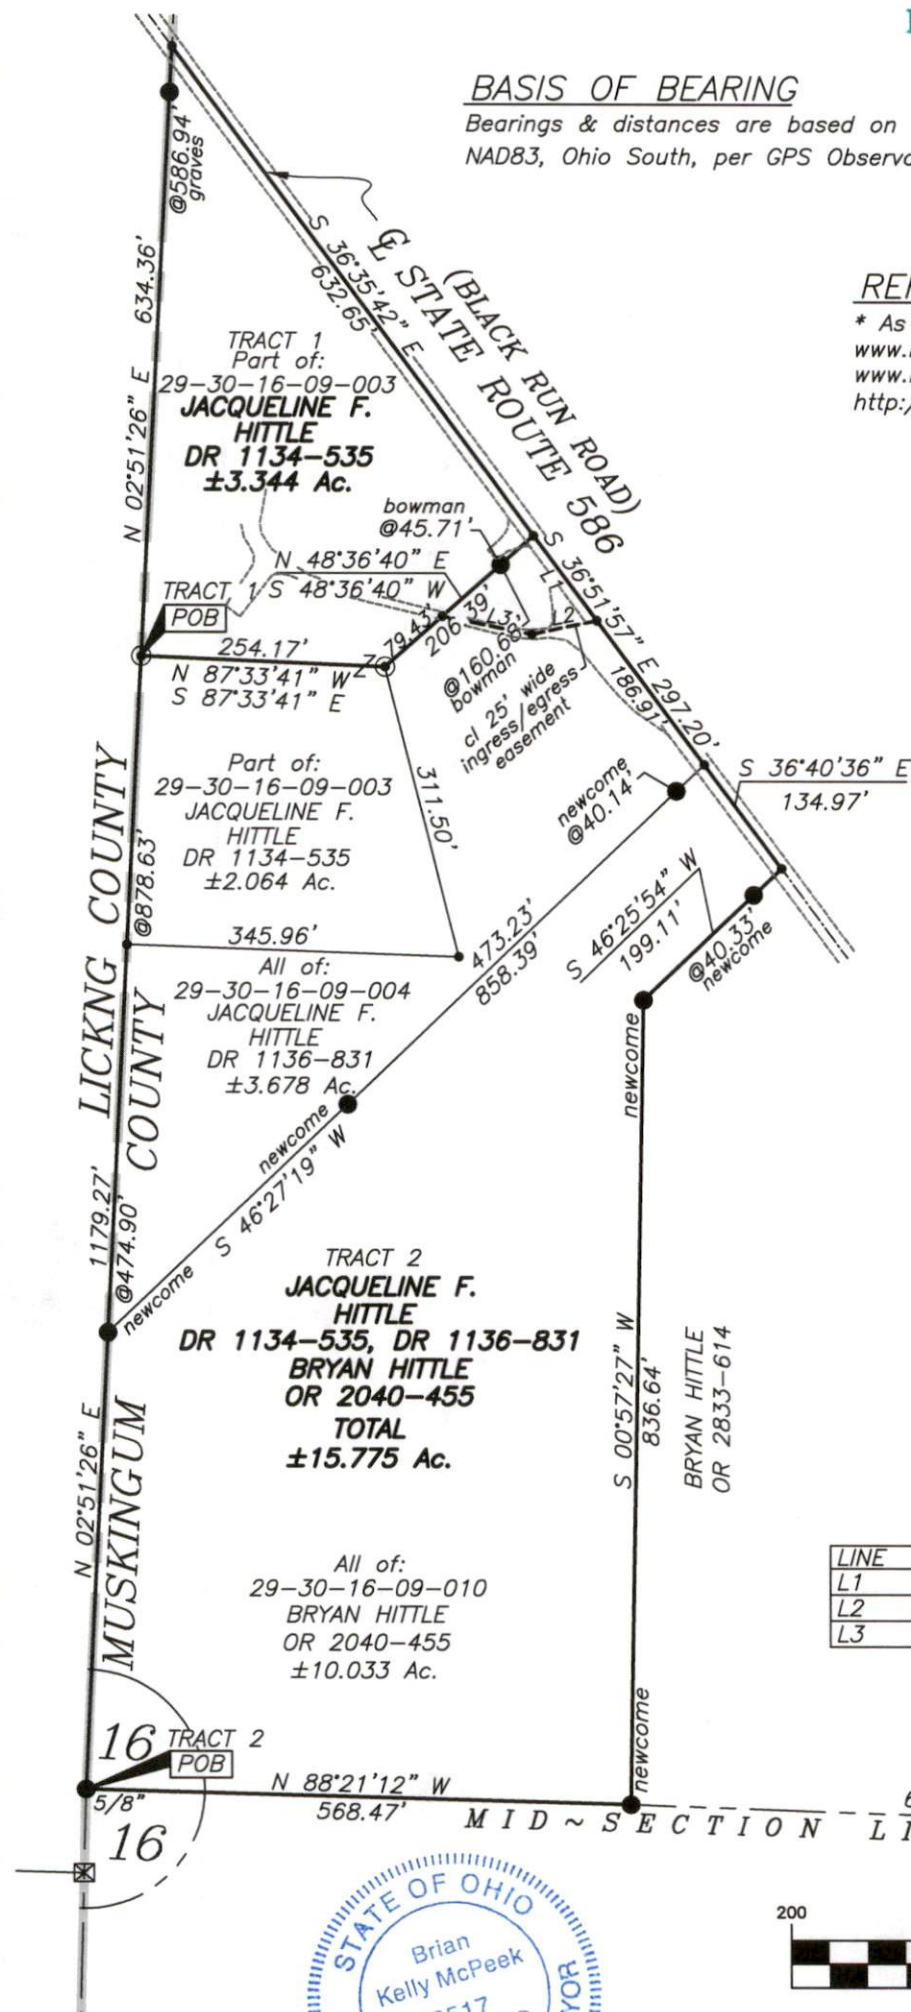 BASIS OF BEARING
Bearings & distances are based on
NAD83, Ohio South, per GPS
* As
@586.94'
graves
N 02°51'26" E 634.36'
S 36°35'42" E
632.65'
℄ STATE ROUTE 586
(BLACK RUN ROAD)
TRACT 1
Part of:
29-30-16-09-003
JACQUELINE F.
HITTLE
DR 1134-535
±3.344 Ac.
bowman
@45.71'
N 48°36'40" E
S 48°36'40" W
TRACT 1
POB
79.43'
206.39'
L3
L1
L2
S 36°51'57" E 297.20'
186.91'
254.17'
N 87°33'41" W
S 87°33'41" E
@160.68'
bowman
cl 25' wide
ingress/egress
easement
S 36°40'36" E
134.97'
newcome
@40.14'
Part of:
29-30-16-09-003
JACQUELINE F.
HITTLE
DR 1134-535
±2.064 Ac.
311.50'
@878.63'
LICKNG COUNTY
345.96'
473.23'
858.39'
S 46°25'54" W
199.11'
@40.33'
newcome
All of:
29-30-16-09-004
JACQUELINE F.
HITTLE
DR 1136-831
±3.678 Ac.
newcome
newcome
S 46°27'19" W
newcome
1179.27'
@474.90'
MUSKINGUM COUNTY
N 02°51'26" E
TRACT 2
JACQUELINE F.
HITTLE
DR 1134-535, DR 1136-831
BRYAN HITTLE
OR 2040-455
TOTAL
±15.775 Ac.
S 00°57'27" W
836.64'
BRYAN HITTLE
OR 2833-614
LINE
L1
L2
L3
All of:
29-30-16-09-010
BRYAN HITTLE
OR 2040-455
±10.033 Ac.
newcome
16
TRACT 2
POB
5/8"
16
N 88°21'12" W
568.47'
MID~SECTION
STATE OF OHIO
Brian
Kelly McPeek
200